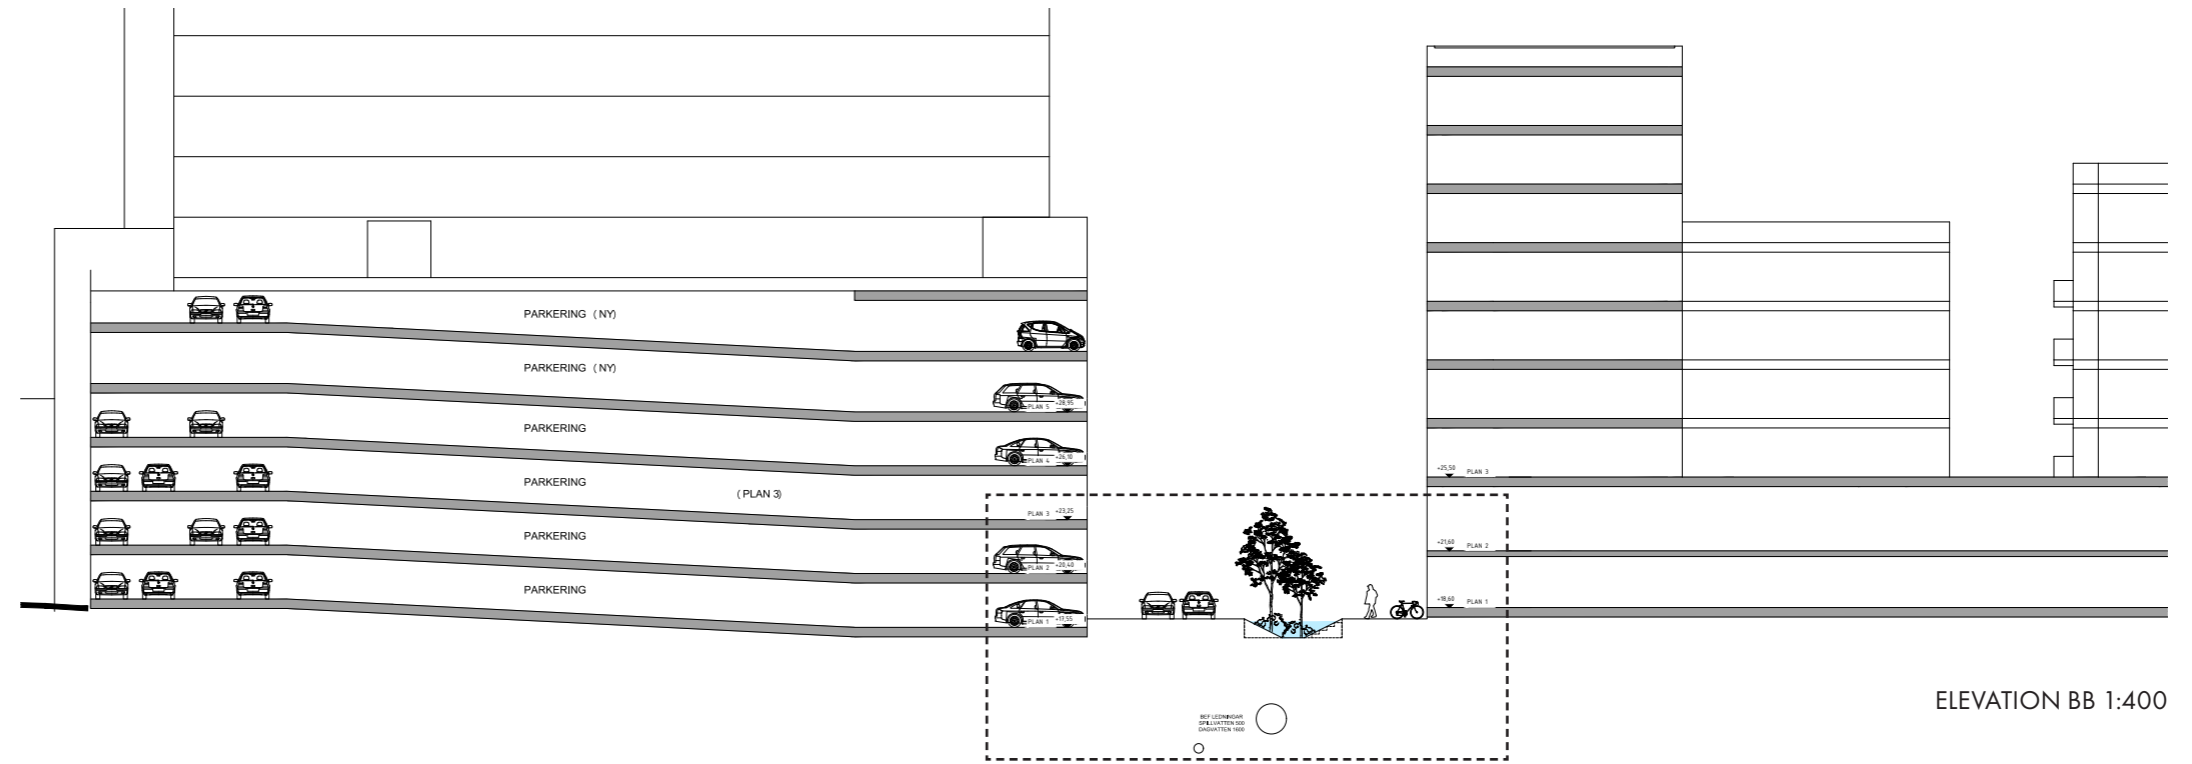 PARKERING (NY)
PARKERING (NY)
PLAN 5 +28,95
PARKERING
PLAN 4 +26,10
PARKERING
(PLAN 3)
PLAN 3 +23,25
PARKERING
PLAN 2 +20,40
PARKERING
PLAN 1 +17,55
+25,50 PLAN 3
+21,60 PLAN 2
+18,60 PLAN 1
BEF LEDNINGAR
SPILLVATTEN 500
DAGVATTEN 1600
ELEVATION BB 1:400